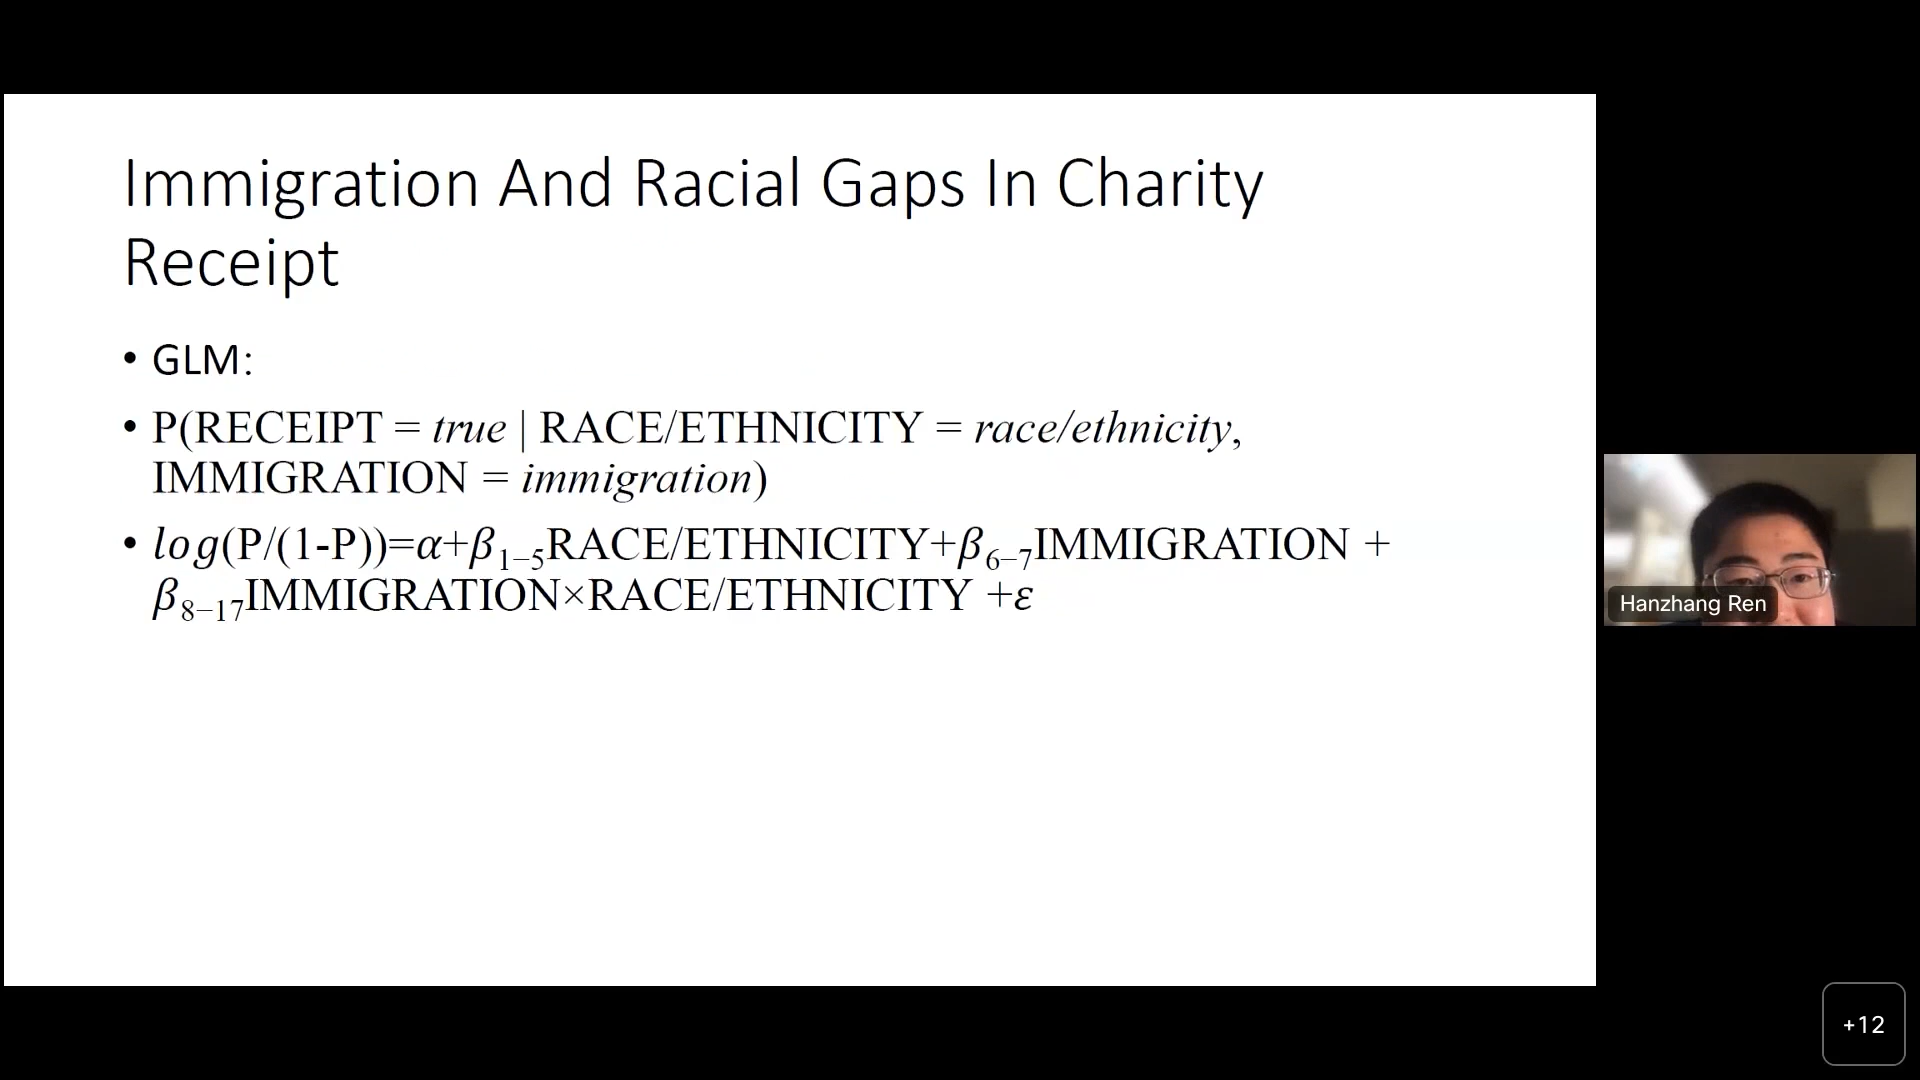 Immigration And Racial Gaps In Charity
Receipt
• GLM:
• P(RECEIPT = true | RACE/ETHNICITY = race/ethnicity,
IMMIGRATION = immigration)
• log(P/(1-P))=α+β₁₋₅RACE/ETHNICITY+β₆₋₇IMMIGRATION +
β₈₋₁₇IMMIGRATION×RACE/ETHNICITY +ε
Hanzhang Ren
+12